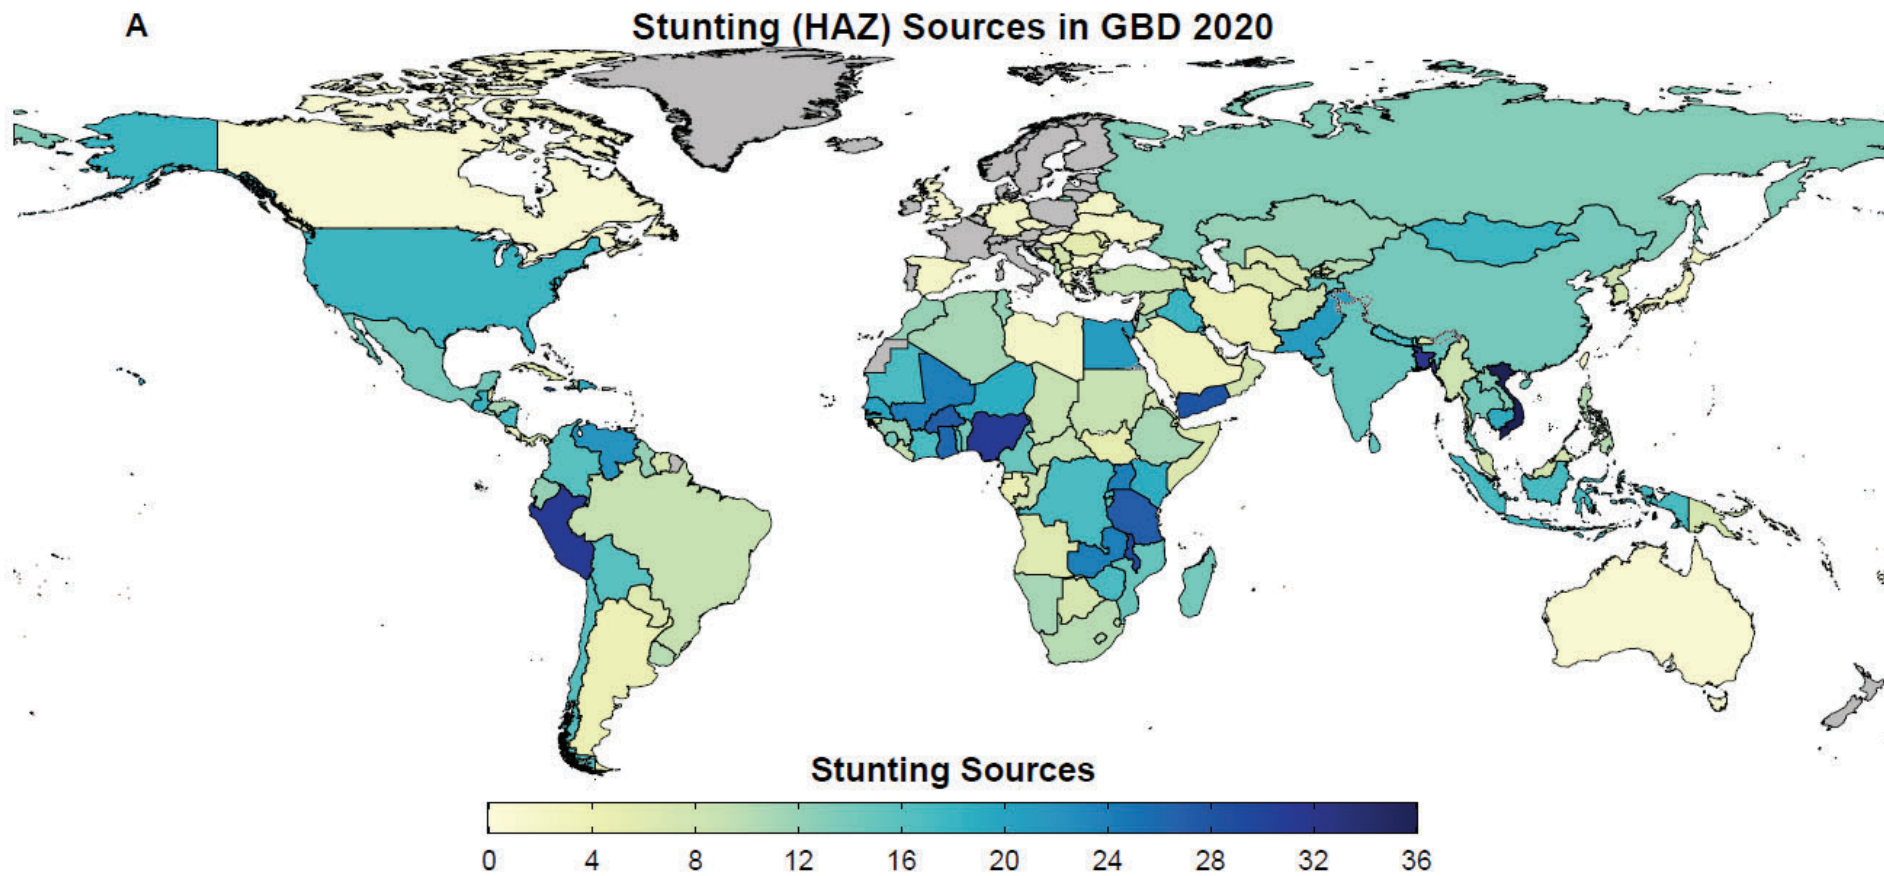 A
Stunting (HAZ) Sources in GBD 2020
Stunting Sources
0 4 8 12 16 20 24 28 32 36